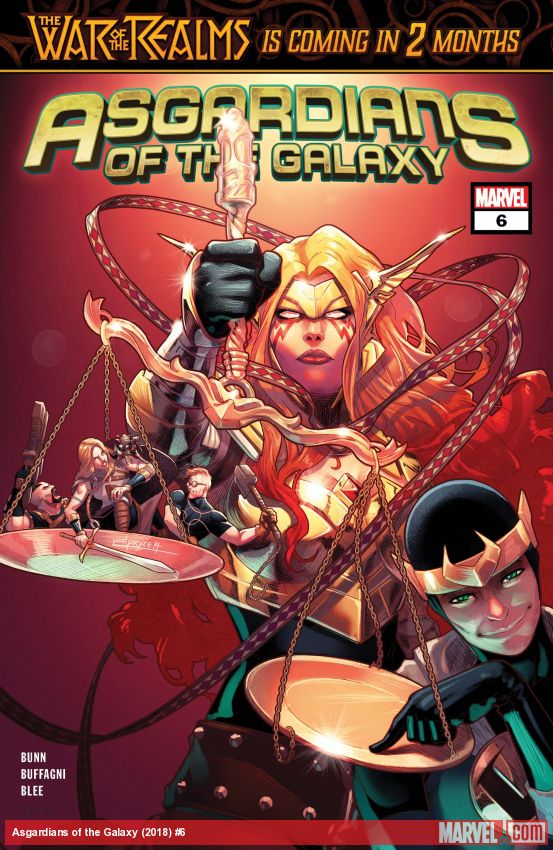 THE WAR OF THE REALMS IS COMING IN 2 MONTHS
ASGARDIANS
OF THE GALAXY
MARVEL
6
BUNN
BUFFAGNI
BLEE
Asgardians of the Galaxy (2018) #6
MARVEL.com